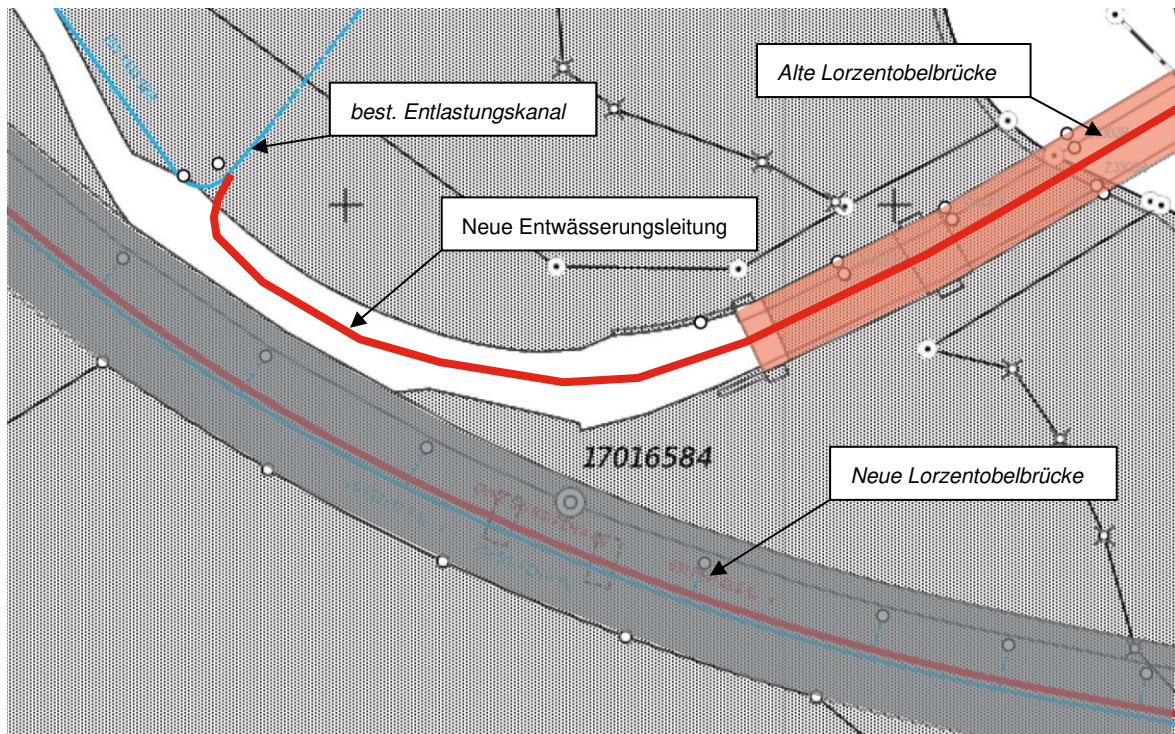 Alte Lorzentobelbrücke
best. Entlastungskanal
Neue Entwässerungsleitung
17016584
Neue Lorzentobelbrücke